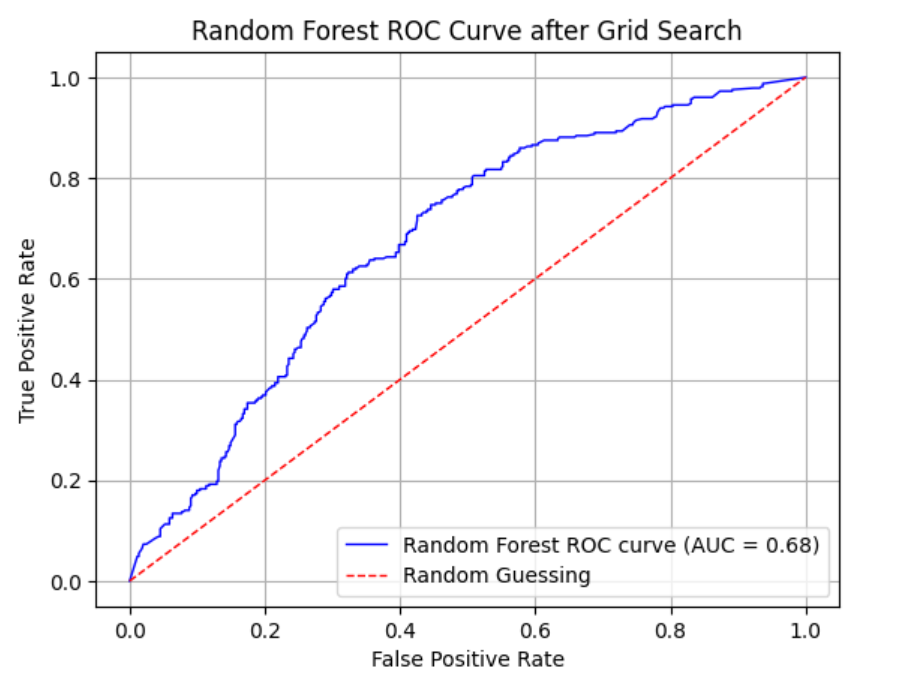 Random Forest ROC Curve after Grid Search
True Positive Rate
1.0
0.8
0.6
0.4
0.2
0.0
Random Forest ROC curve (AUC = 0.68)
Random Guessing
0.0 0.2 0.4 0.6 0.8 1.0
False Positive Rate